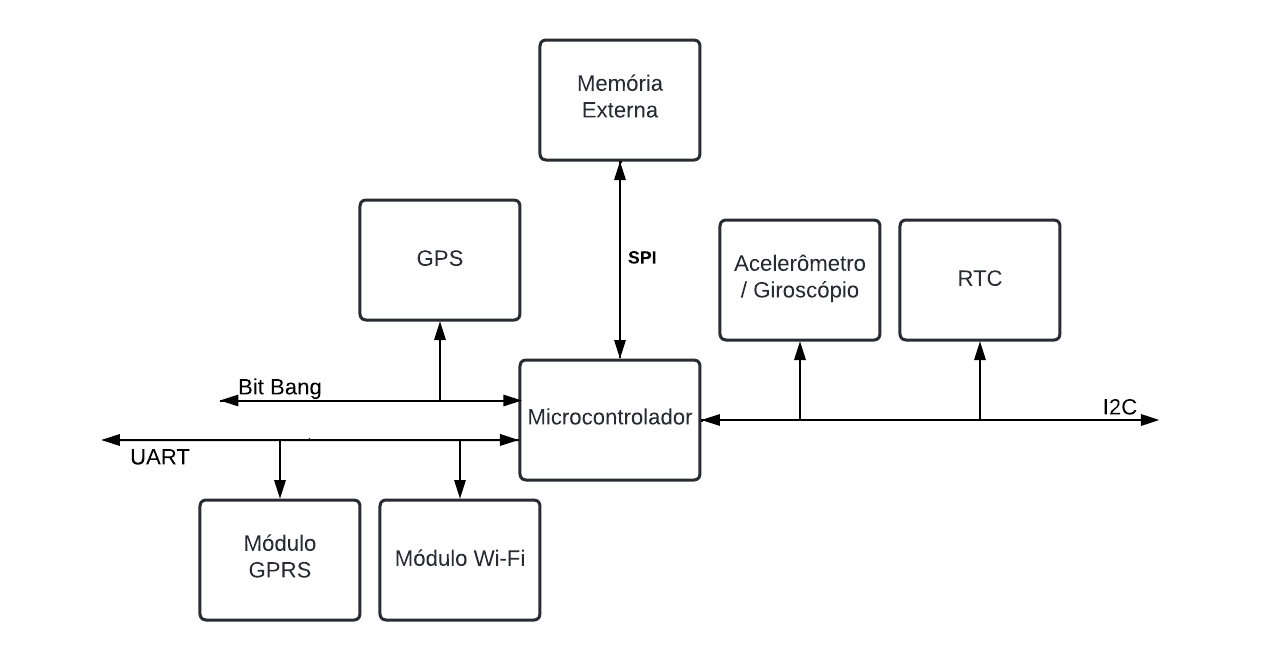 Memória
Externa
GPS
SPI
Acelerômetro
/ Giroscópio
RTC
Bit Bang
Microcontrolador
I2C
UART
Módulo
GPRS
Módulo Wi-Fi